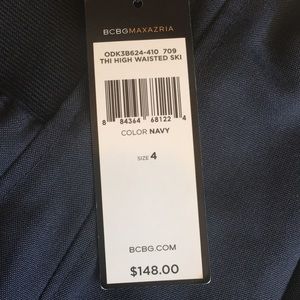 BCBGMAXAZRIA
ODK3B624-410 709
THI HIGH WAISTED SKI
8 84364 68122 4
COLOR NAVY
SIZE 4
BCBG.COM
$148.00